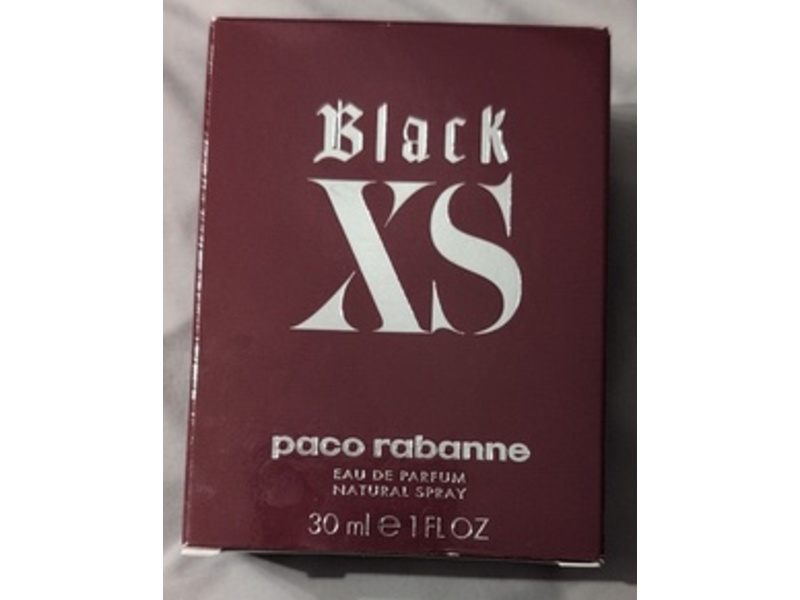 Black
XS
paco rabanne
EAU DE PARFUM
NATURAL SPRAY
30 ml e 1 FL OZ